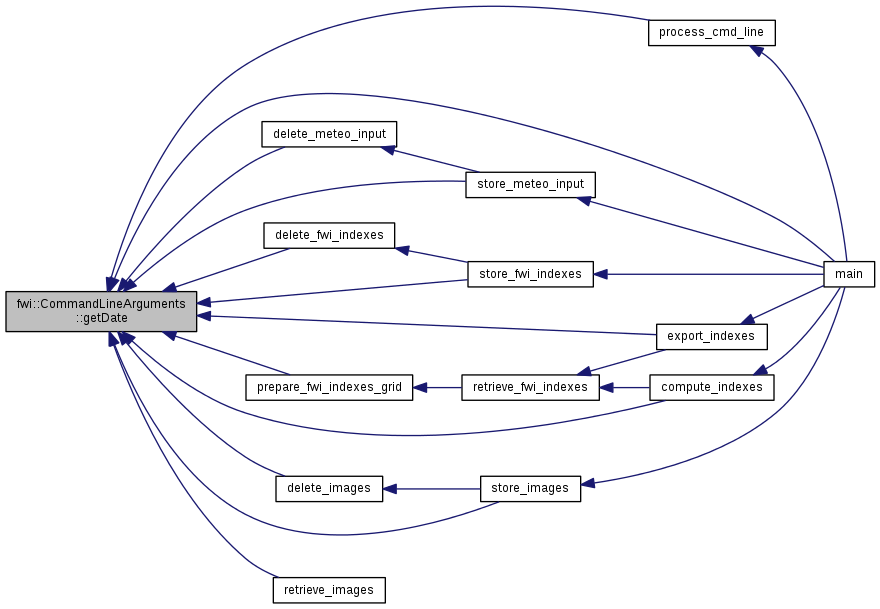 process_cmd_line
delete_meteo_input
store_meteo_input
delete_fwi_indexes
store_fwi_indexes
main
fwi::CommandLineArguments
::getDate
export_indexes
prepare_fwi_indexes_grid
retrieve_fwi_indexes
compute_indexes
delete_images
store_images
retrieve_images